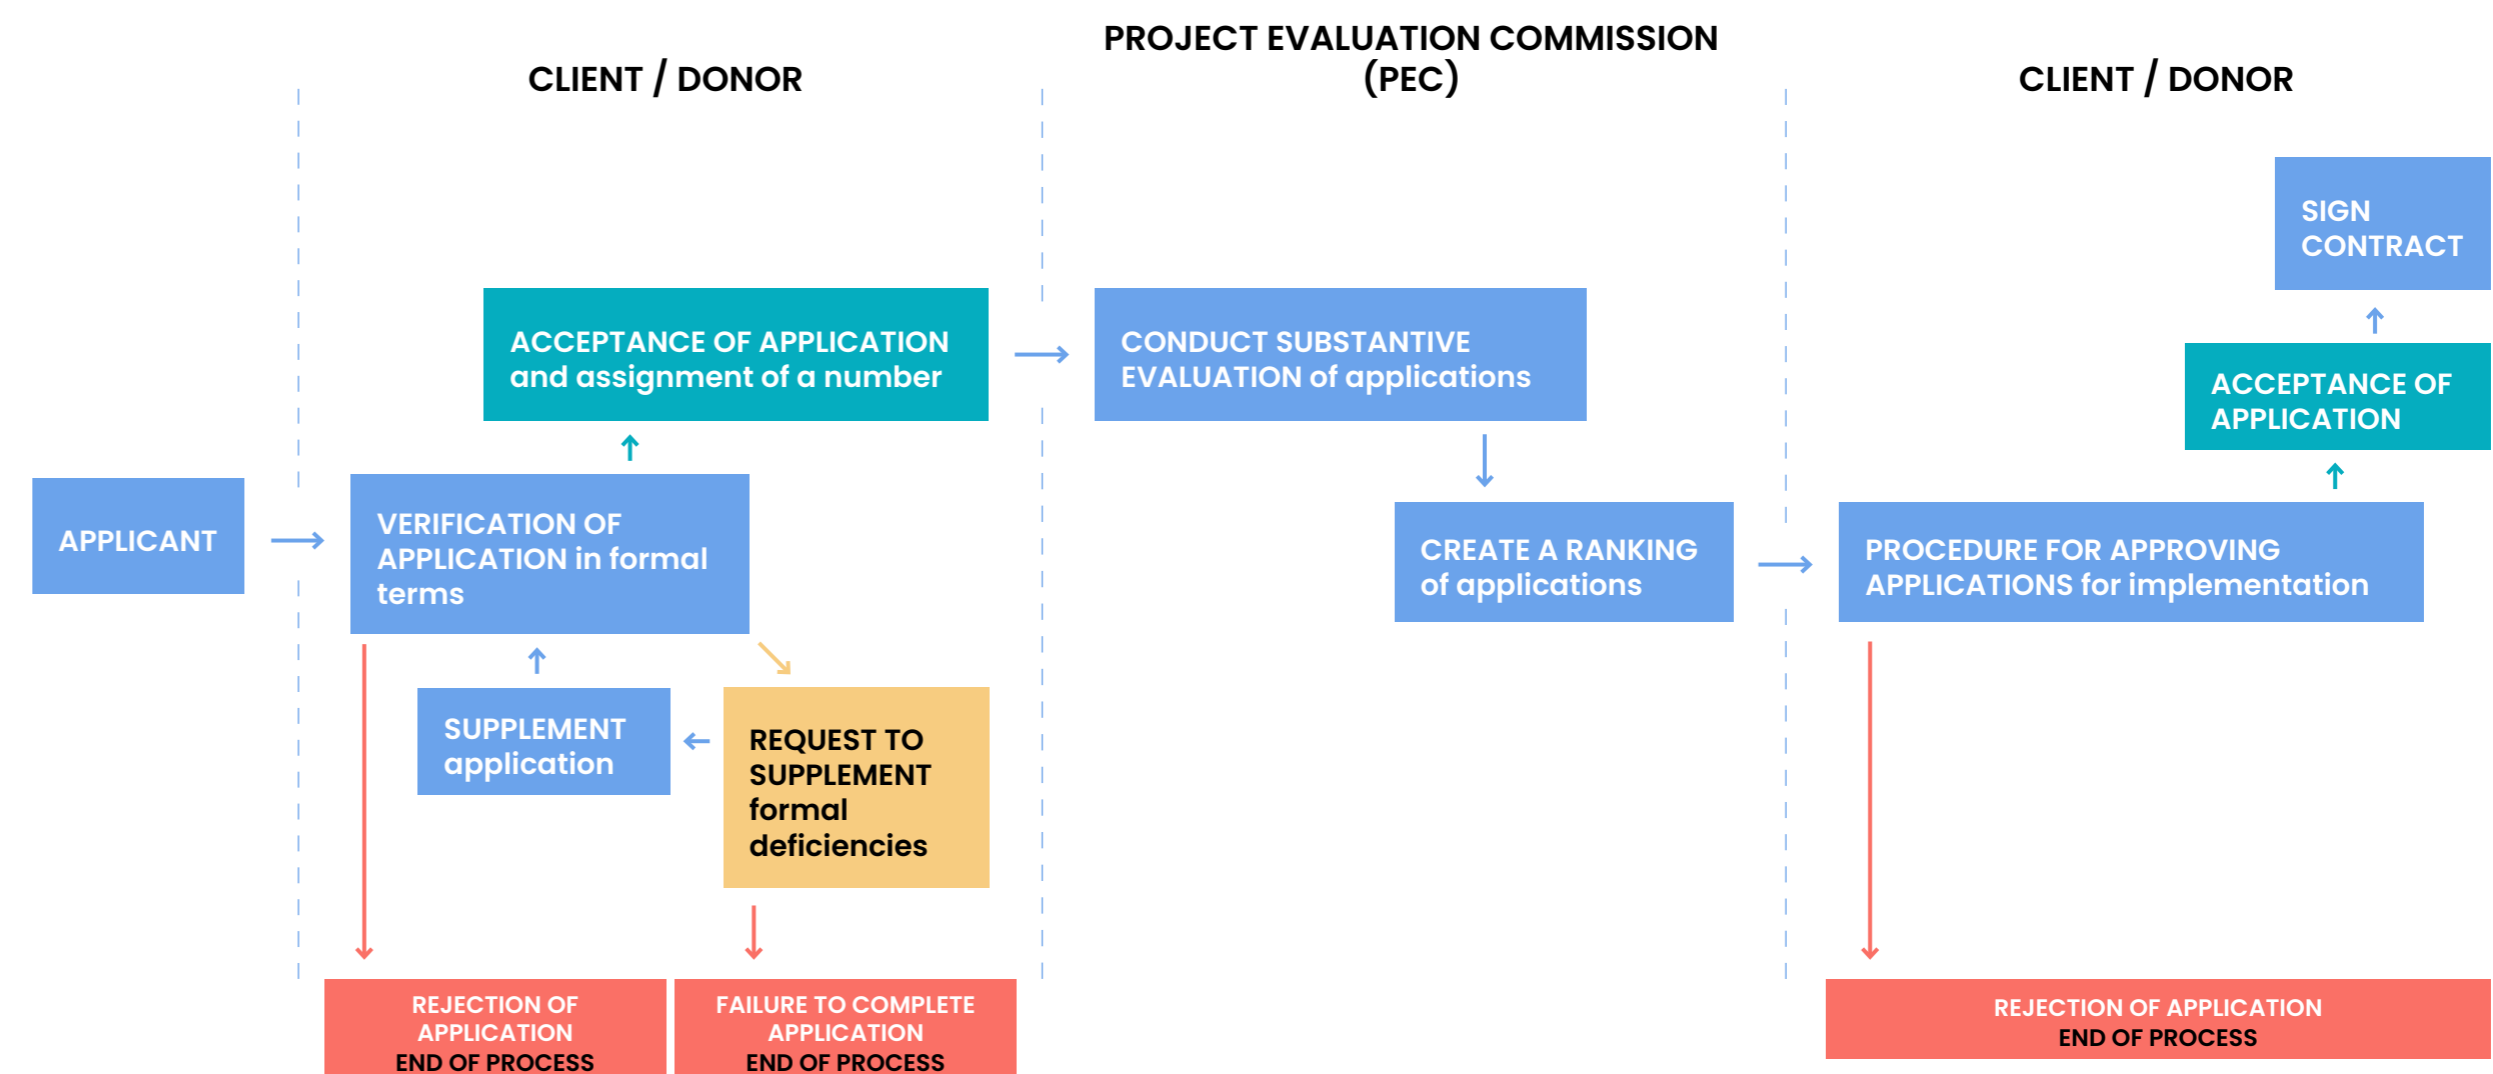 CLIENT / DONOR
PROJECT EVALUATION COMMISSION
(PEC)
CLIENT / DONOR
APPLICANT
VERIFICATION OF
APPLICATION in formal
terms
ACCEPTANCE OF APPLICATION
and assignment of a number
SUPPLEMENT
application
REQUEST TO
SUPPLEMENT
formal
deficiencies
REJECTION OF
APPLICATION
END OF PROCESS
FAILURE TO COMPLETE
APPLICATION
END OF PROCESS
CONDUCT SUBSTANTIVE
EVALUATION of applications
CREATE A RANKING
of applications
PROCEDURE FOR APPROVING
APPLICATIONS for implementation
ACCEPTANCE OF
APPLICATION
SIGN
CONTRACT
REJECTION OF APPLICATION
END OF PROCESS